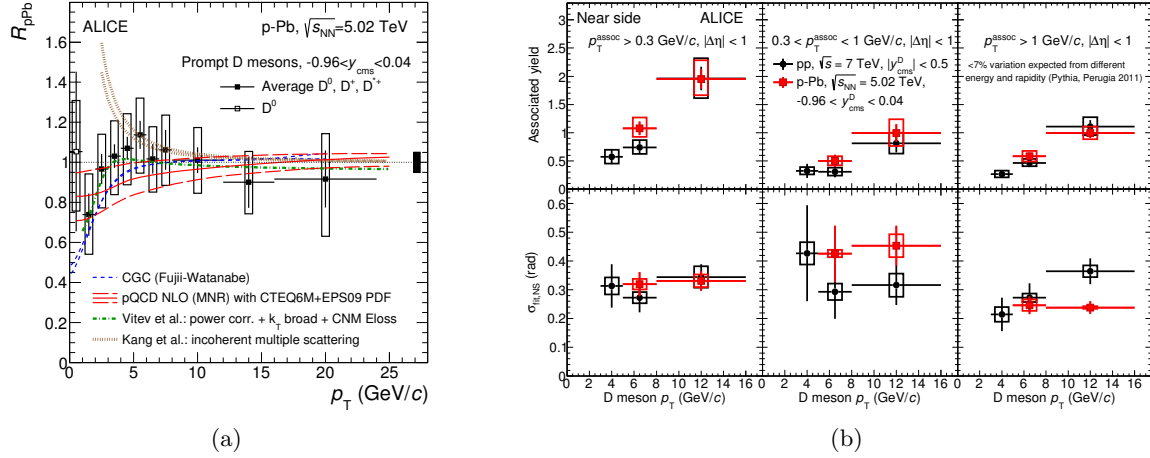 R_pPb
ALICE
p-Pb, √s_NN=5.02 TeV
Prompt D mesons, -0.96<y_cms<0.04
Average D⁰, D⁺, D*⁺
D⁰
CGC (Fujii-Watanabe)
pQCD NLO (MNR) with CTEQ6M+EPS09 PDF
Vitev et al.: power corr. + k_T broad + CNM Eloss
Kang et al.: incoherent multiple scattering
1.6
1.4
1.2
1
0.8
0.6
0.4
0.2
0
0 5 10 15 20 25
p_T (GeV/c)
(a)
Near side
ALICE
p_T^assoc > 0.3 GeV/c, |Δη| < 1
0.3 < p_T^assoc < 1 GeV/c, |Δη| < 1
p_T^assoc > 1 GeV/c, |Δη| < 1
pp, √s = 7 TeV, |y^D_cms| < 0.5
p-Pb, √s_NN = 5.02 TeV,
-0.96 < y^D_cms < 0.04
<7% variation expected from different
energy and rapidity (Pythia, Perugia 2011)
Associated yield
3
2.5
2
1.5
1
0.5
σ_fit,NS (rad)
0.6
0.5
0.4
0.3
0.2
0.1
0
0 2 4 6 8 10 12 14 16
0 2 4 6 8 10 12 14 16
0 2 4 6 8 10 12 14 16
D meson p_T (GeV/c)
D meson p_T (GeV/c)
D meson p_T (GeV/c)
(b)